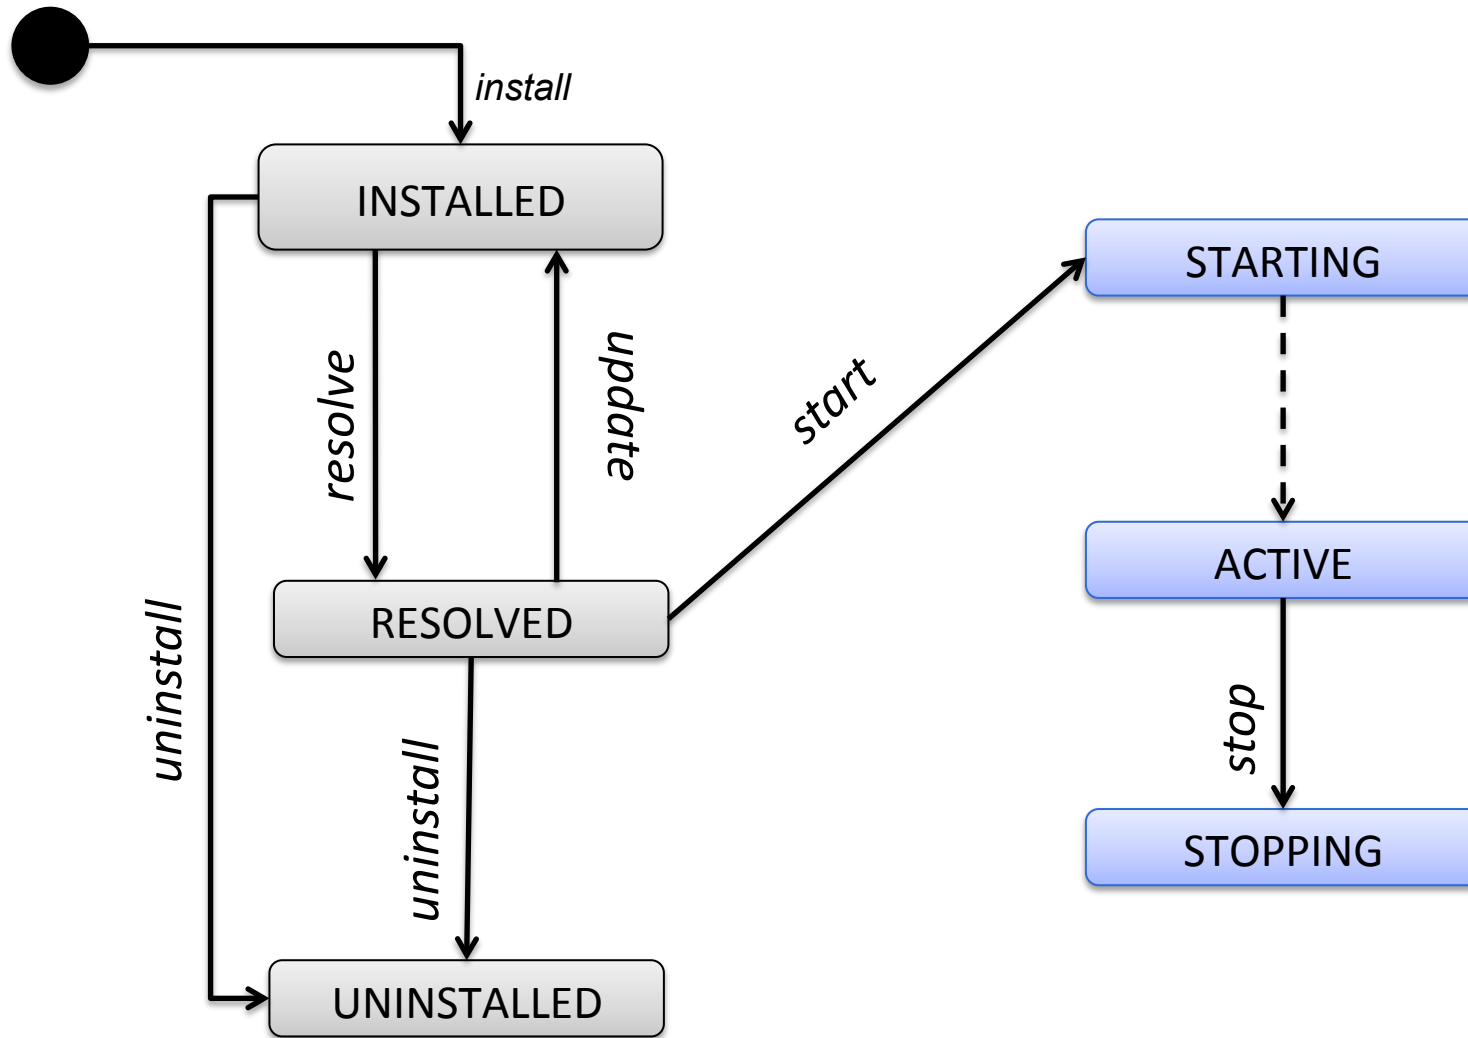 install
INSTALLED
STARTING
resolve
update
start
ACTIVE
RESOLVED
uninstall
stop
uninstall
STOPPING
UNINSTALLED